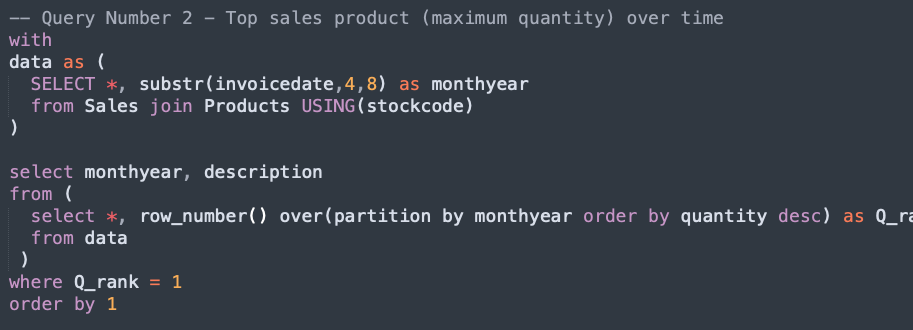 -- Query Number 2 - Top sales product (maximum quantity) over time
with
data as (
  SELECT *, substr(invoicedate,4,8) as monthyear
  from Sales join Products USING(stockcode)
)

select monthyear, description
from (
  select *, row_number() over(partition by monthyear order by quantity desc) as
  from data
 )
where Q_rank = 1
order by 1